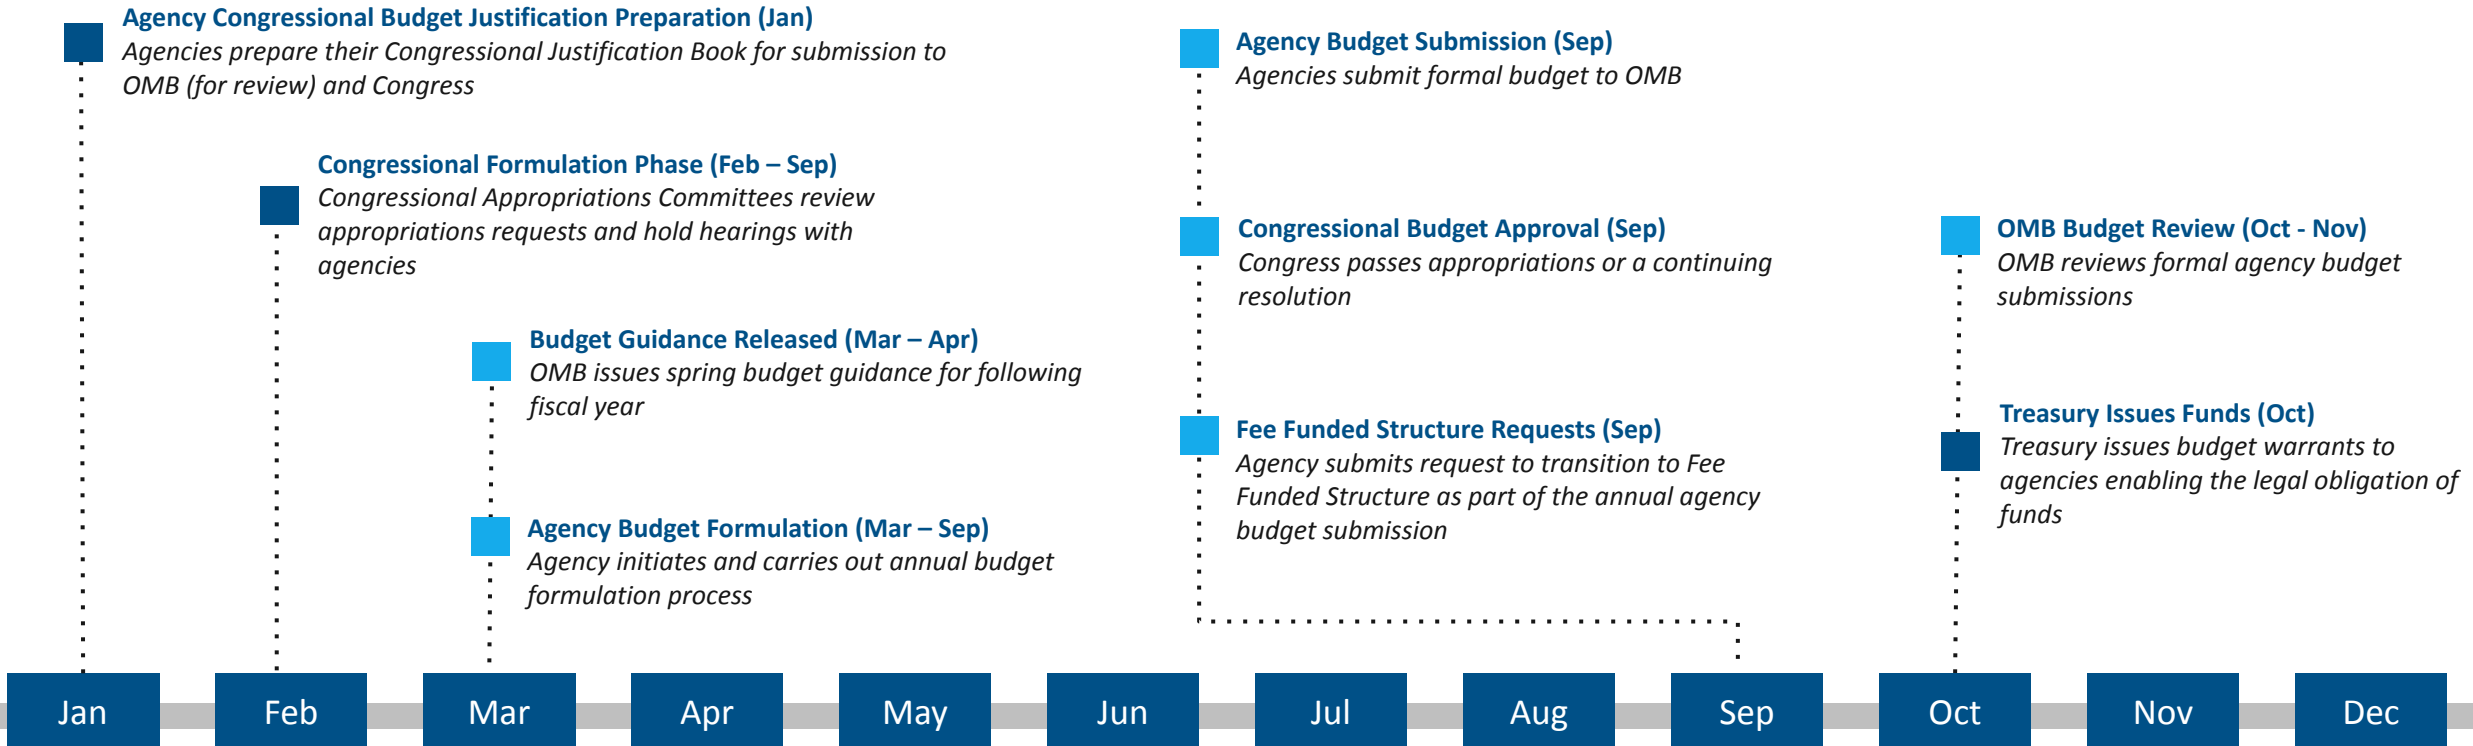 Agency Congressional Budget Justification Preparation (Jan)
Agencies prepare their Congressional Justification Book for submission to
OMB (for review) and Congress
Congressional Formulation Phase (Feb – Sep)
Congressional Appropriations Committees review
appropriations requests and hold hearings with
agencies
Budget Guidance Released (Mar – Apr)
OMB issues spring budget guidance for following
fiscal year
Agency Budget Formulation (Mar – Sep)
Agency initiates and carries out annual budget
formulation process
Agency Budget Submission (Sep)
Agencies submit formal budget to OMB
Congressional Budget Approval (Sep)
Congress passes appropriations or a continuing
resolution
Fee Funded Structure Requests (Sep)
Agency submits request to transition to Fee
Funded Structure as part of the annual agency
budget submission
OMB Budget Review (Oct - Nov)
OMB reviews formal agency budget
submissions
Treasury Issues Funds (Oct)
Treasury issues budget warrants to
agencies enabling the legal obligation of
funds
Jan Feb Mar Apr May Jun Jul Aug Sep Oct Nov Dec